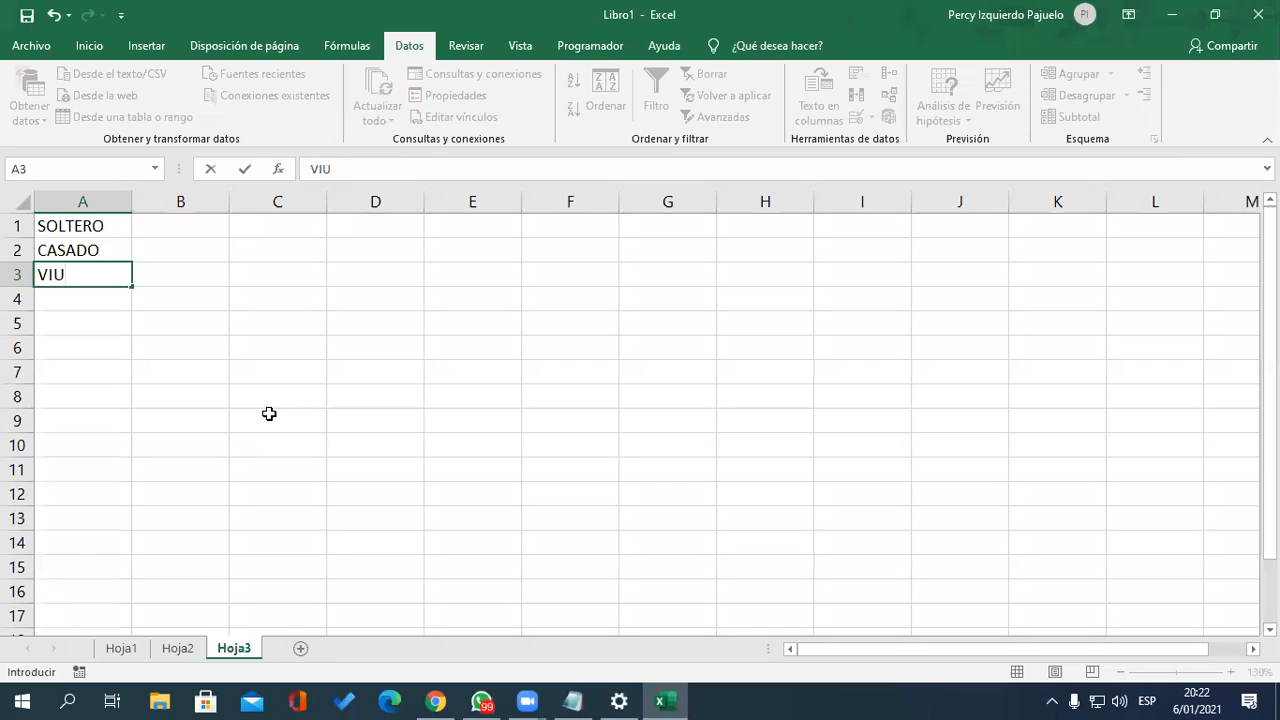 Libro1 - Excel
Percy Izquierdo Pajuelo
PI
Archivo
Inicio
Insertar
Disposición de página
Fórmulas
Datos
Revisar
Vista
Programador
Ayuda
¿Qué desea hacer?
Compartir
Obtener datos
Desde el texto/CSV
Desde la web
Desde una tabla o rango
Fuentes recientes
Conexiones existentes
Obtener y transformar datos
Actualizar todo
Consultas y conexiones
Propiedades
Editar vínculos
Consultas y conexiones
Ordenar
Filtro
Borrar
Volver a aplicar
Avanzadas
Ordenar y filtrar
Texto en columnas
Herramientas de datos
Análisis de hipótesis
Previsión
Previsión
Agrupar
Desagrupar
Subtotal
Esquema
A3
fx
VIU
A B C D E F G H I J K L M
1 SOLTERO
2 CASADO
3 VIU
4
5
6
7
8
9
10
11
12
13
14
15
16
17
Hoja1
Hoja2
Hoja3
Introducir
130%
99
ESP
20:22
6/01/2021